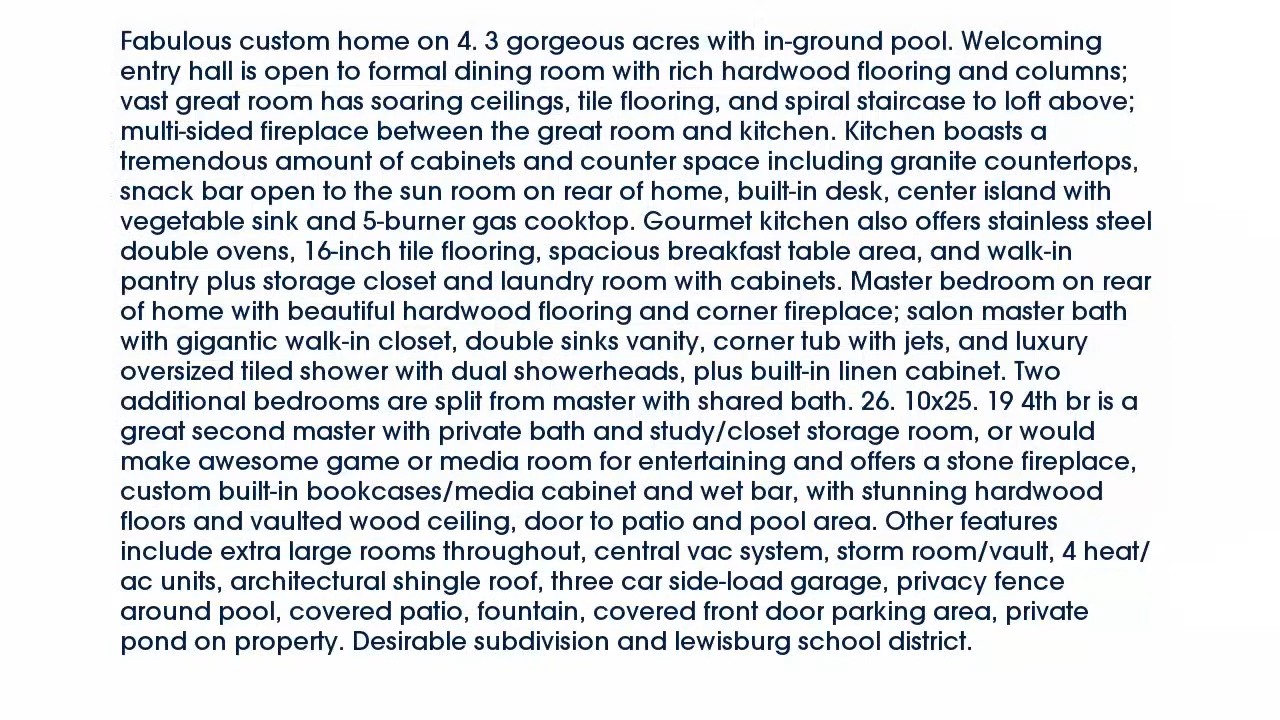 Fabulous custom home on 4. 3 gorgeous acres with in-ground pool. Welcoming
entry hall is open to formal dining room with rich hardwood flooring and columns;
vast great room has soaring ceilings, tile flooring, and spiral staircase to loft above;
multi-sided fireplace between the great room and kitchen. Kitchen boasts a
tremendous amount of cabinets and counter space including granite countertops,
snack bar open to the sun room on rear of home, built-in desk, center island with
vegetable sink and 5-burner gas cooktop. Gourmet kitchen also offers stainless steel
double ovens, 16-inch tile flooring, spacious breakfast table area, and walk-in
pantry plus storage closet and laundry room with cabinets. Master bedroom on rear
of home with beautiful hardwood flooring and corner fireplace; salon master bath
with gigantic walk-in closet, double sinks vanity, corner tub with jets, and luxury
oversized tiled shower with dual showerheads, plus built-in linen cabinet. Two
additional bedrooms are split from master with shared bath. 26. 10x25. 19 4th br is a
great second master with private bath and study/closet storage room, or would
make awesome game or media room for entertaining and offers a stone fireplace,
custom built-in bookcases/media cabinet and wet bar, with stunning hardwood
floors and vaulted wood ceiling, door to patio and pool area. Other features
include extra large rooms throughout, central vac system, storm room/vault, 4 heat/
ac units, architectural shingle roof, three car side-load garage, privacy fence
around pool, covered patio, fountain, covered front door parking area, private
pond on property. Desirable subdivision and lewisburg school district.